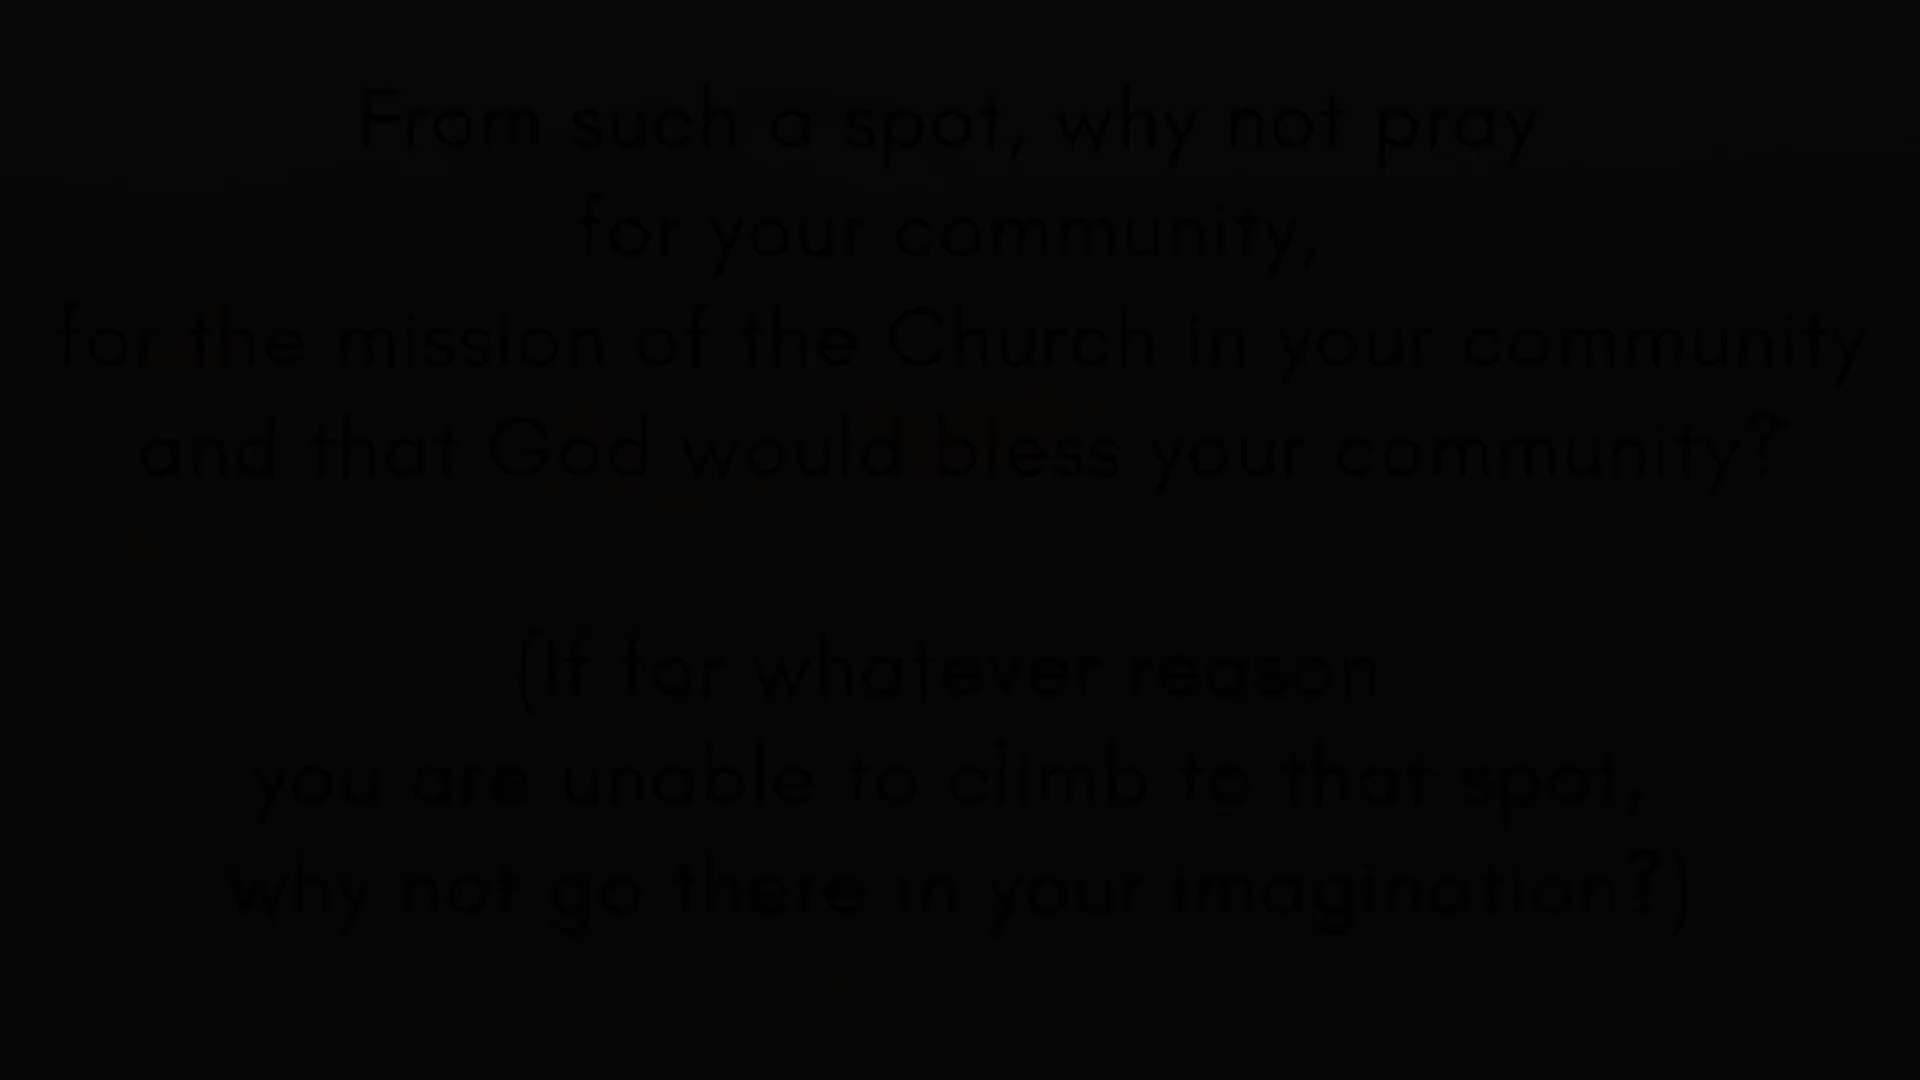 From such a spot, why not pray
for your community,
for the mission of the Church in your community
and that God would bless your community?
(If for whatever reason
you are unable to climb to that spot,
why not go there in your imagination?)